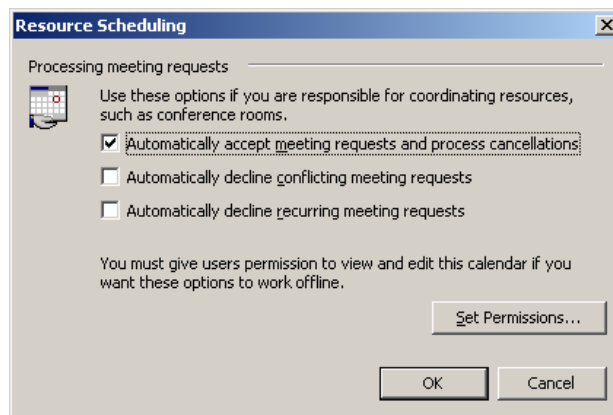 Resource Scheduling
Processing meeting requests
Use these options if you are responsible for coordinating resources,
such as conference rooms.
Automatically accept meeting requests and process cancellations
Automatically decline conflicting meeting requests
Automatically decline recurring meeting requests
You must give users permission to view and edit this calendar if you
want these options to work offline.
Set Permissions...
OK Cancel